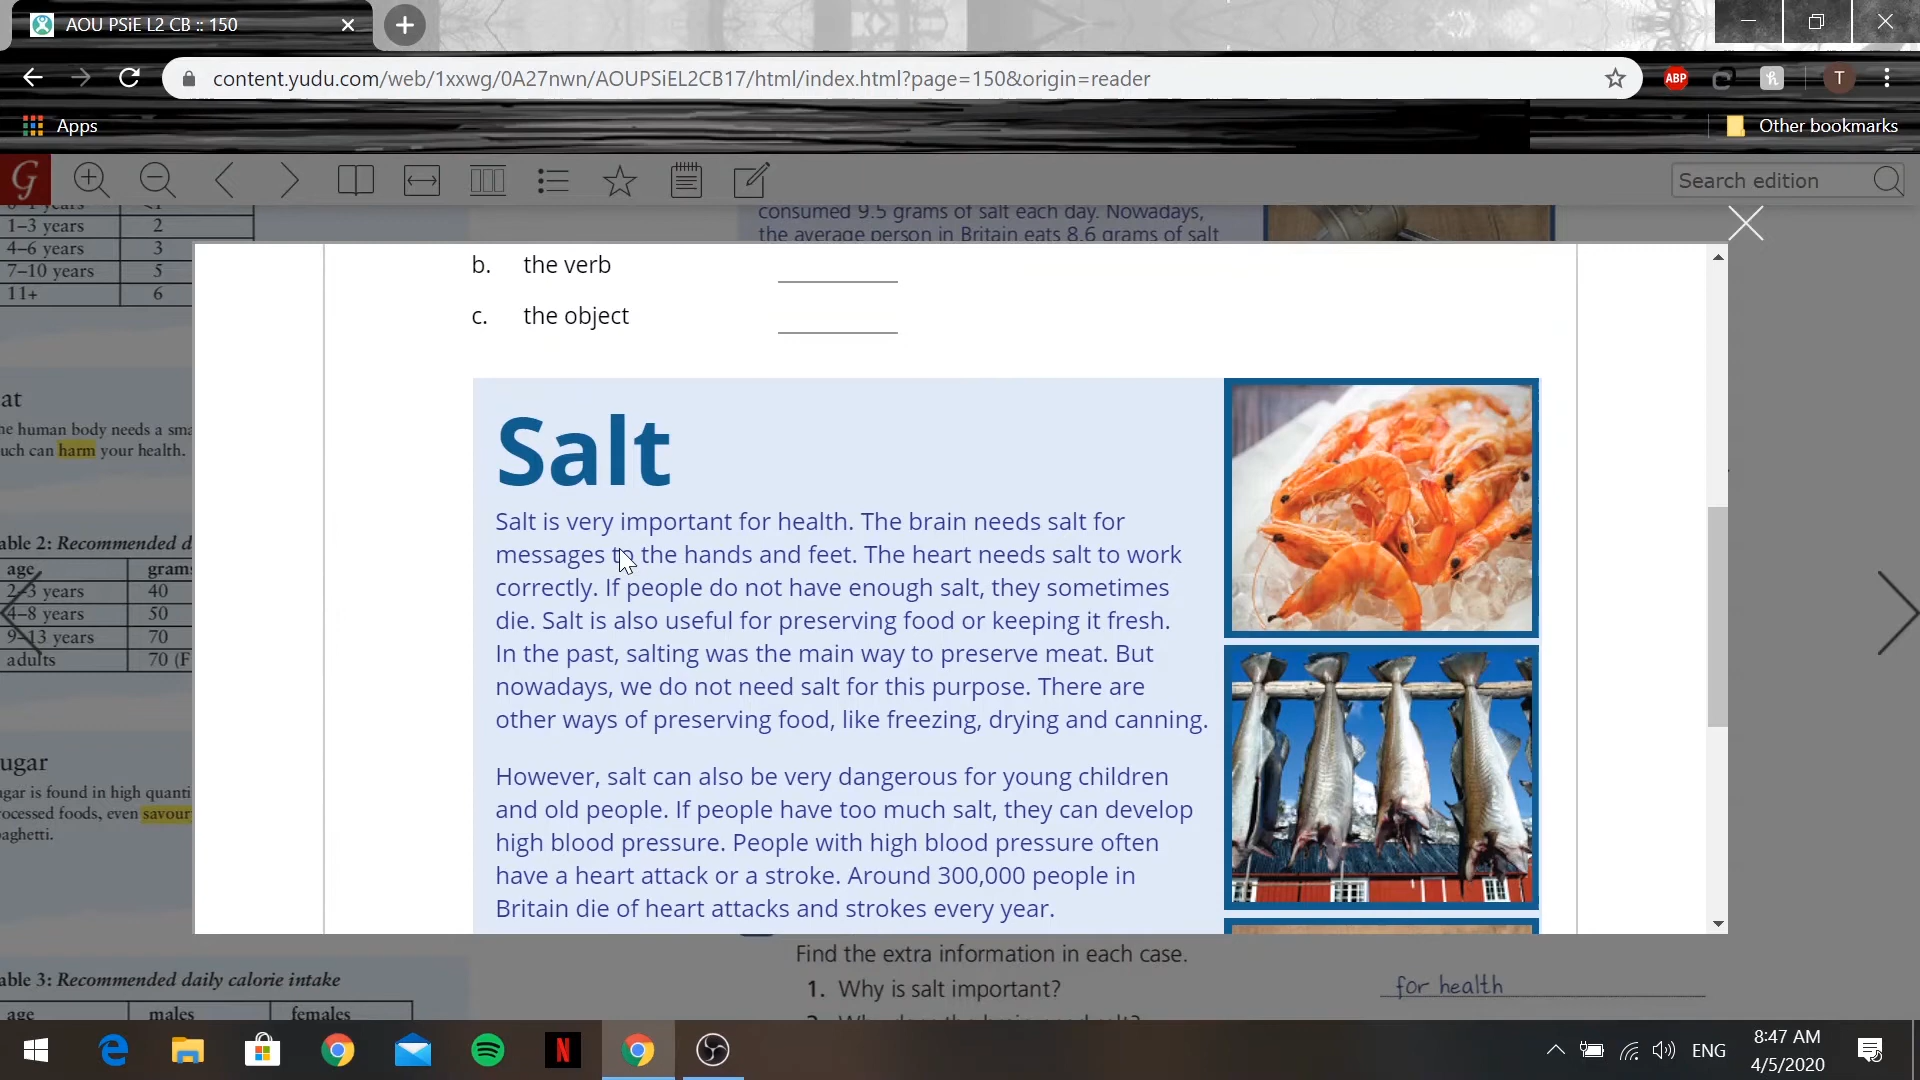 AOU PSiE L2 CB :: 150
content.yudu.com/web/1xxwg/0A27nwn/AOUPSiEL2CB17/html/index.html?page=150&origin=reader
ABP
T
Apps
Other bookmarks
G
Search edition
1–3 years 2
4–6 years 3
7–10 years 5
11+ 6
consumed 9.5 grams of salt each day. Nowadays,
the average person in Britain eats 8.6 grams of salt
b. the verb
c. the object
at
ne human body needs a sma
uch can harm your health.
able 2: Recommended d
age gram
2–3 years 40
4–8 years 50
9–13 years 70
adults 70 (F
ugar
gar is found in high quanti
rocessed foods, even savour
aghetti.
able 3: Recommended daily calorie intake
age males females
Salt
Salt is very important for health. The brain needs salt for
messages to the hands and feet. The heart needs salt to work
correctly. If people do not have enough salt, they sometimes
die. Salt is also useful for preserving food or keeping it fresh.
In the past, salting was the main way to preserve meat. But
nowadays, we do not need salt for this purpose. There are
other ways of preserving food, like freezing, drying and canning.
However, salt can also be very dangerous for young children
and old people. If people have too much salt, they can develop
high blood pressure. People with high blood pressure often
have a heart attack or a stroke. Around 300,000 people in
Britain die of heart attacks and strokes every year.
Find the extra information in each case.
1. Why is salt important? for health
N
ENG
8:47 AM
4/5/2020